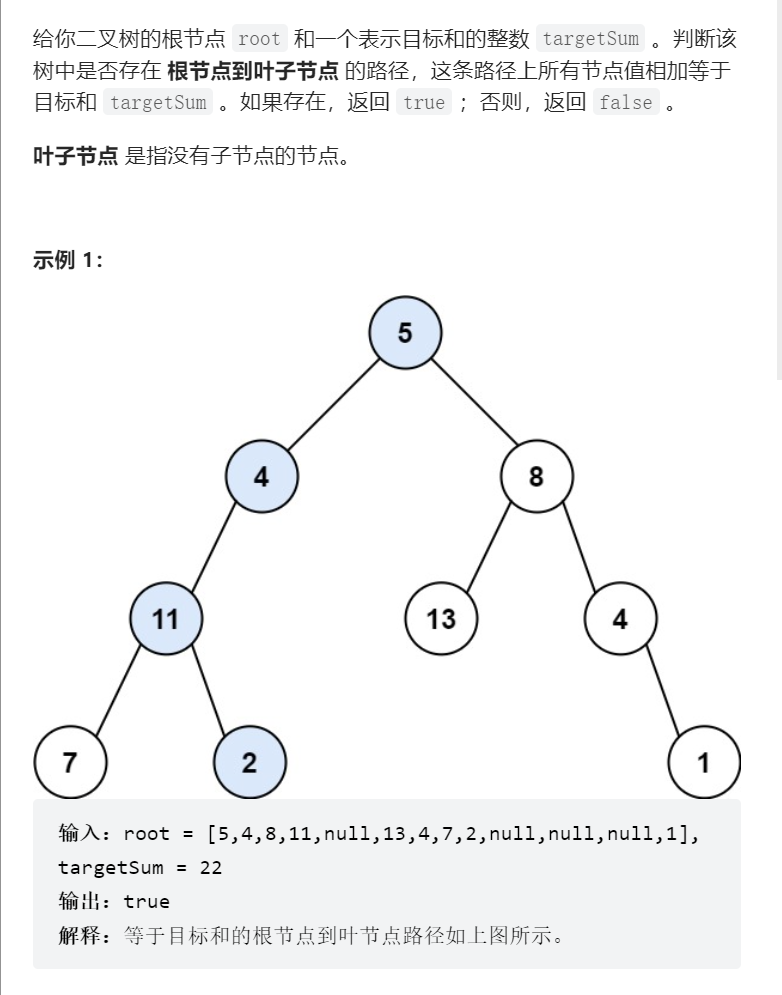 给你二叉树的根节点 root 和一个表示目标和的整数 targetSum 。判断该
树中是否存在 根节点到叶子节点 的路径，这条路径上所有节点值相加等于
目标和 targetSum 。如果存在，返回 true ；否则，返回 false 。
叶子节点 是指没有子节点的节点。
示例 1：
5
4
8
11
13
4
7
2
1
输入：root = [5,4,8,11,null,13,4,7,2,null,null,null,1],
targetSum = 22
输出：true
解释：等于目标和的根节点到叶节点路径如上图所示。